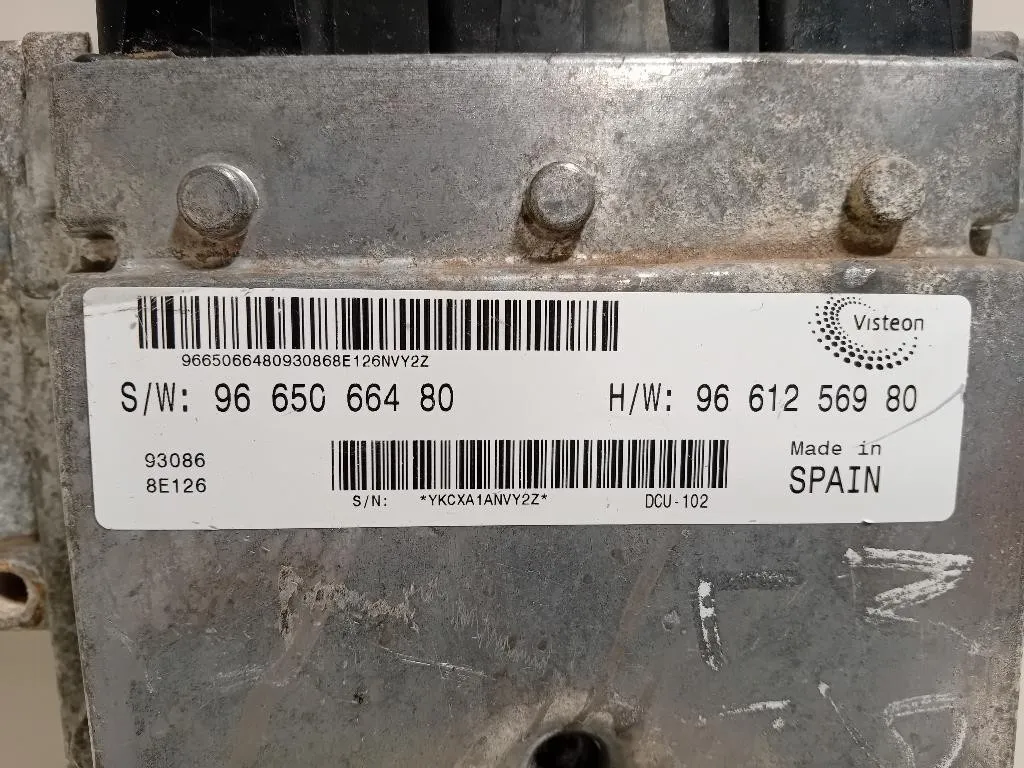 Visteon
9665066480930868E126NVY2Z
S/W: 96 650 664 80
H/W: 96 612 569 80
93086
8E126
S/N: *YKCXA1ANVY2Z*
DCU-102
Made in
SPAIN